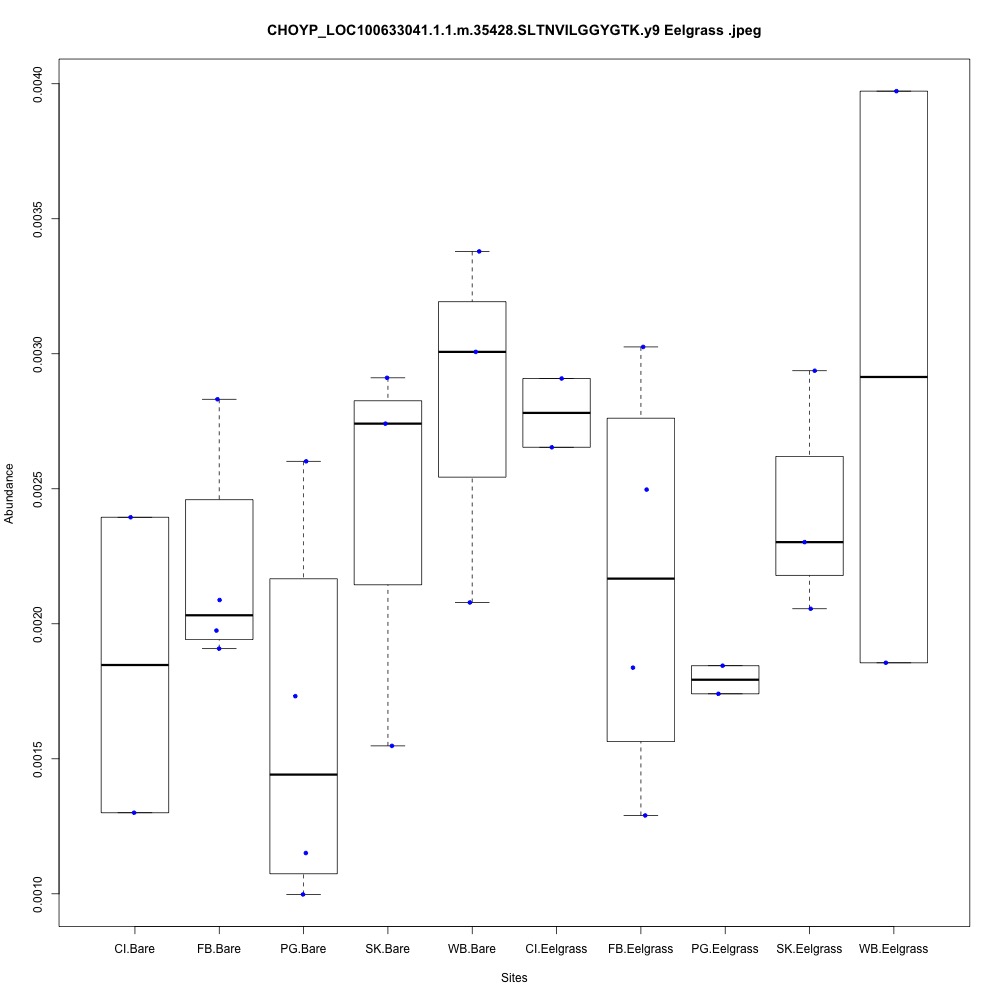 CHOYP_LOC100633041.1.1.m.35428.SLTNVILGGYGTK.y9 Eelgrass .jpeg
0.0040
0.0035
0.0030
0.0025
0.0020
0.0015
0.0010
Abundance
CI.Bare FB.Bare PG.Bare SK.Bare WB.Bare CI.Eelgrass FB.Eelgrass PG.Eelgrass SK.Eelgrass WB.Eelgrass
Sites